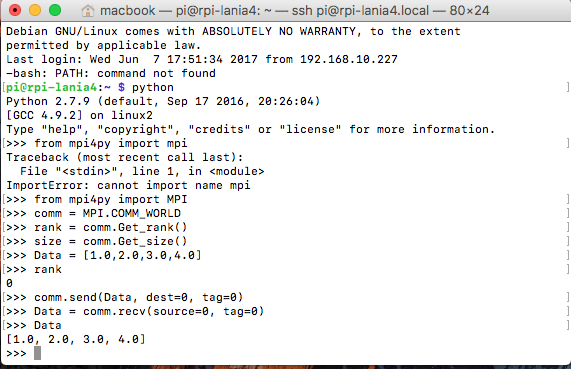 macbook — pi@rpi-lania4: ~ — ssh pi@rpi-lania4.local — 80×24
Debian GNU/Linux comes with ABSOLUTELY NO WARRANTY, to the extent
permitted by applicable law.
Last login: Wed Jun  7 17:51:34 2017 from 192.168.10.227
-bash: PATH: command not found
[pi@rpi-lania4:~ $ python ]
Python 2.7.9 (default, Sep 17 2016, 20:26:04)
[GCC 4.9.2] on linux2
Type "help", "copyright", "credits" or "license" for more information.
[>>> from mpi4py import mpi ]
Traceback (most recent call last):
  File "<stdin>", line 1, in <module>
ImportError: cannot import name mpi
[>>> from mpi4py import MPI ]
[>>> comm = MPI.COMM_WORLD ]
[>>> rank = comm.Get_rank() ]
[>>> size = comm.Get_size() ]
[>>> Data = [1.0,2.0,3.0,4.0] ]
[>>> rank ]
0
[>>> comm.send(Data, dest=0, tag=0) ]
[>>> Data = comm.recv(source=0, tag=0) ]
[>>> Data ]
[1.0, 2.0, 3.0, 4.0]
>>>